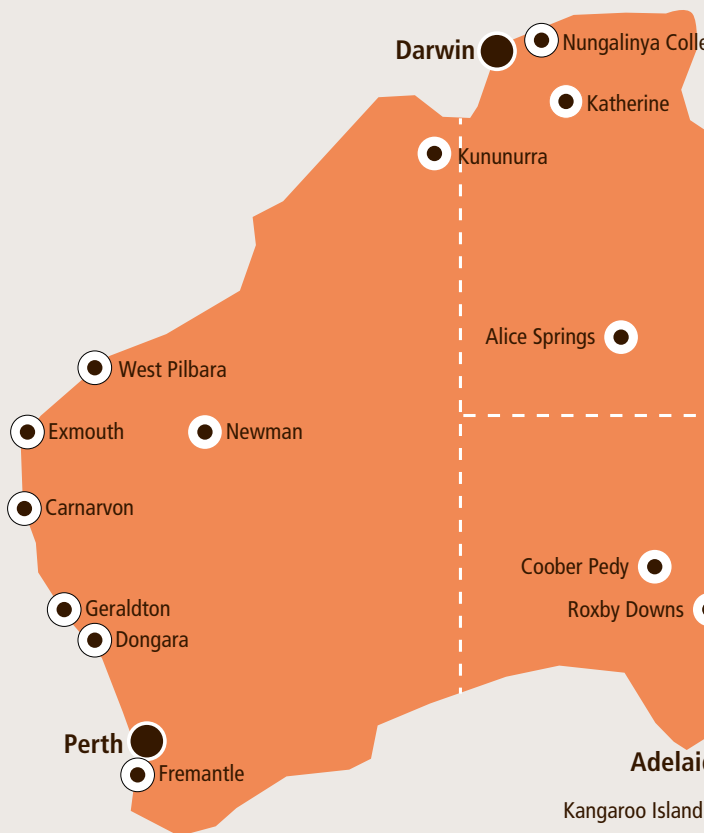 Darwin
Nungalinya Colle
Katherine
Kununurra
Alice Springs
West Pilbara
Exmouth
Newman
Carnarvon
Coober Pedy
Geraldton
Roxby Downs
Dongara
Perth
Adelaid
Fremantle
Kangaroo Island